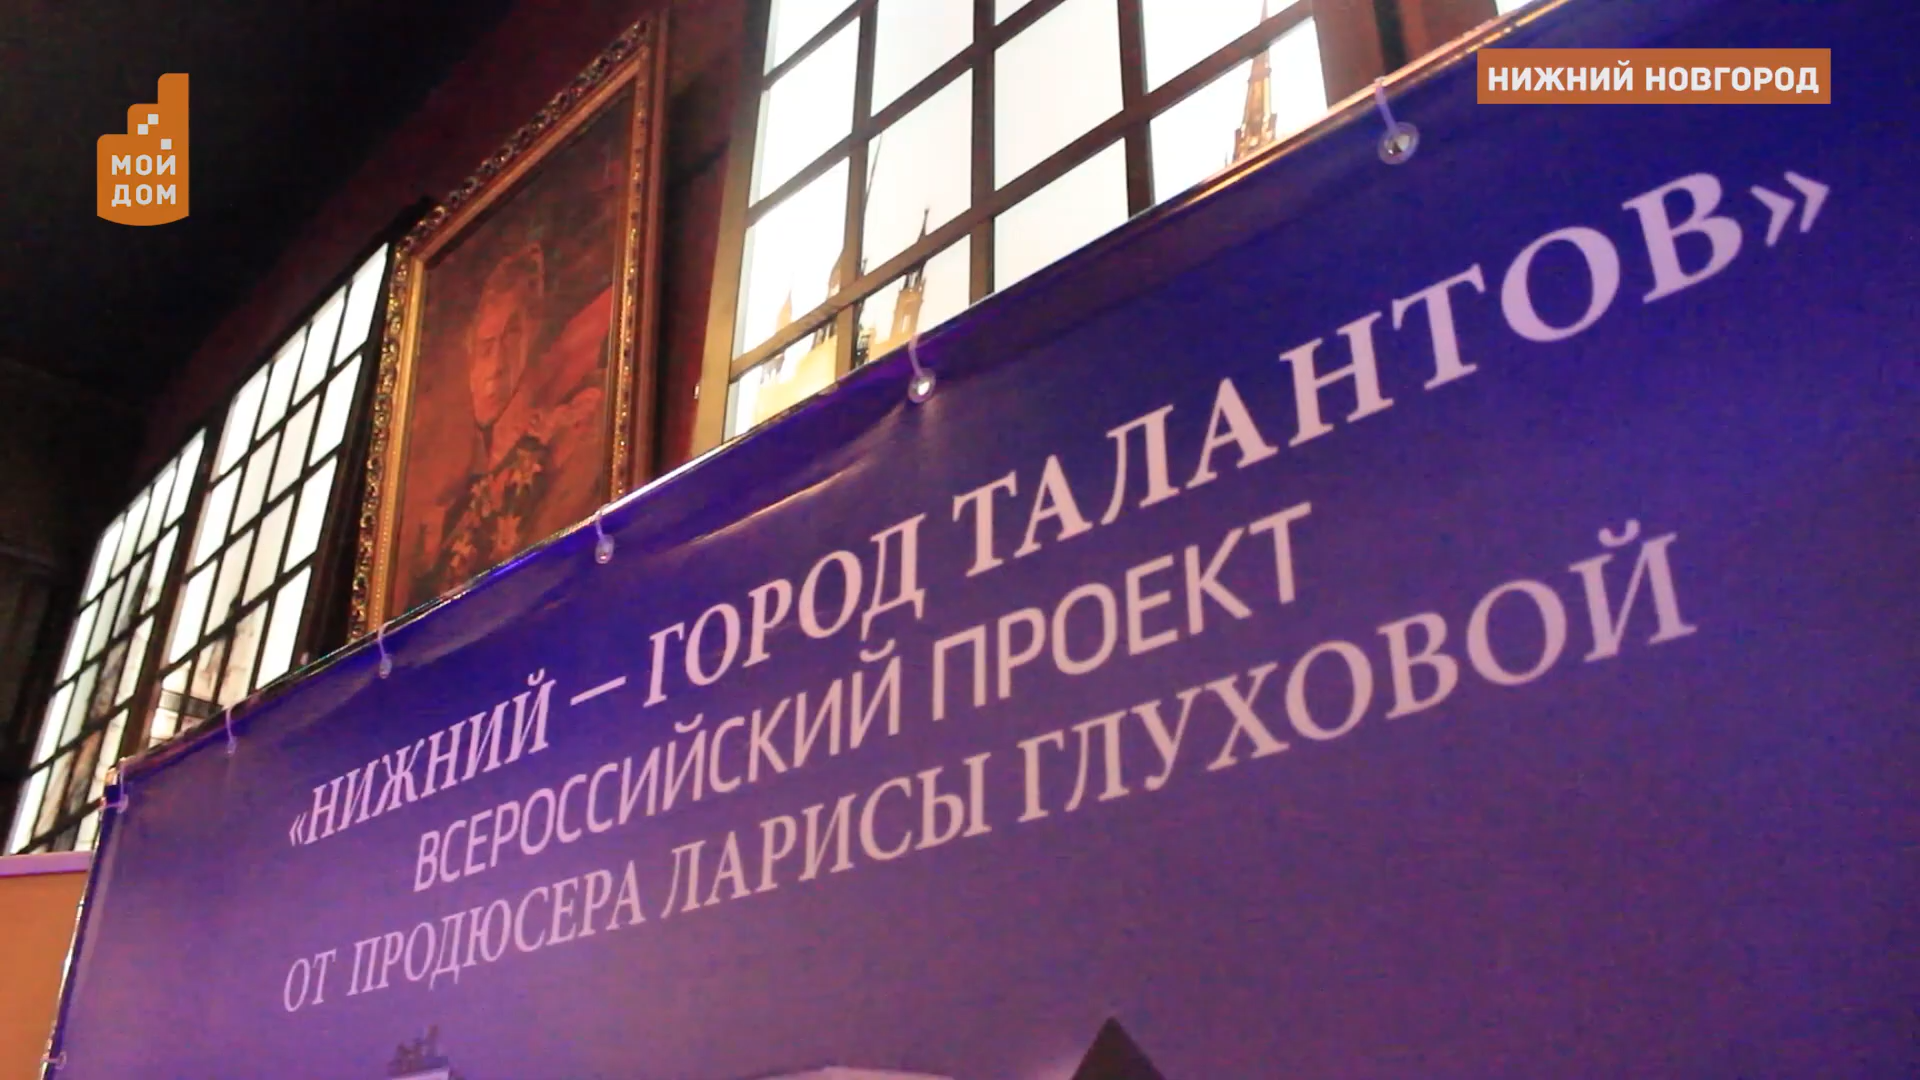 МОЙ
ДОМ
НИЖНИЙ НОВГОРОД
«НИЖНИЙ – ГОРОД ТАЛАНТОВ»
ВСЕРОССИЙСКИЙ ПРОЕКТ
ОТ ПРОДЮСЕРА ЛАРИСЫ ГЛУХОВОЙ